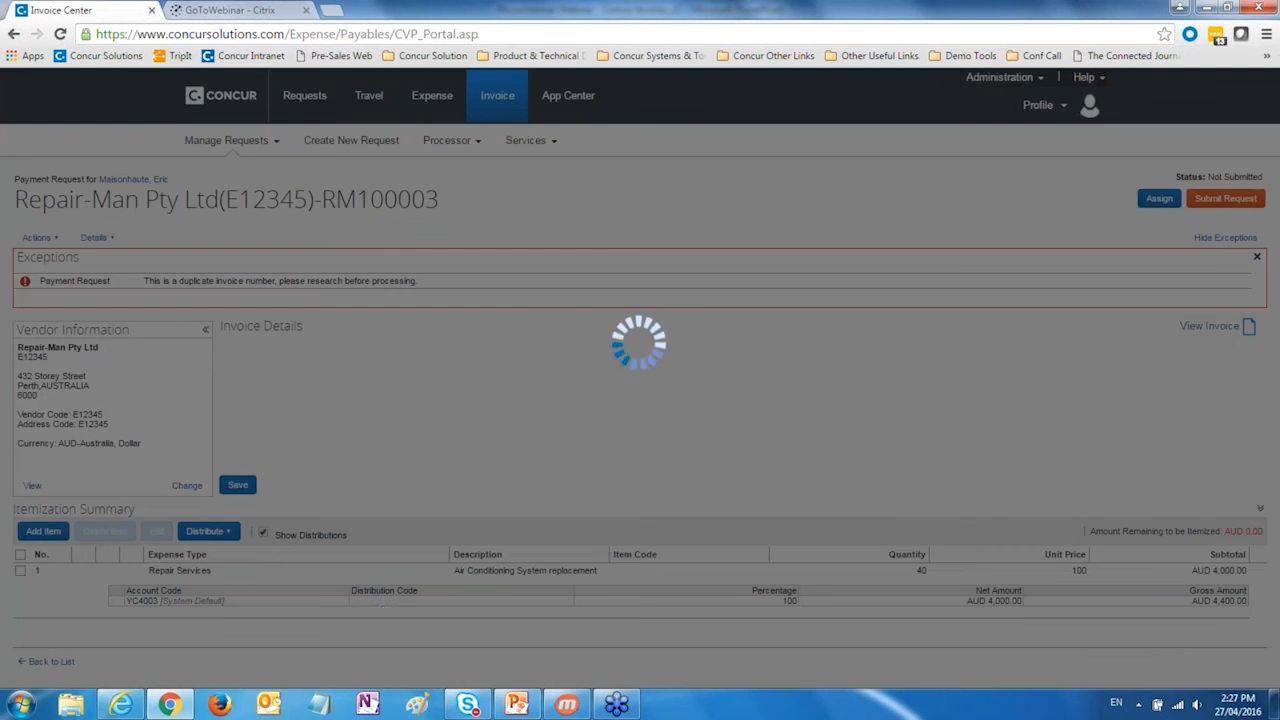 Invoice Center
GoToWebinar - Citrix
https://www.concursolutions.com/Expense/Payables/CVP_Portal.asp
13
Apps Concur Solutions TripIt Concur Intranet Pre-Sales Web Concur Solution Product & Technical D Concur Systems & To Concur Other Links Other Useful Links Demo Tools Conf Call The Connected Journ »
Administration Help
C. CONCUR Requests Travel Expense Invoice App Center
Profile
Manage Requests Create New Request Processor Services
Payment Request for Maisonhaute, Eric
Status: Not Submitted
Repair-Man Pty Ltd(E12345)-RM100003
Assign Submit Request
Actions Details Hide Exceptions
Exceptions
Payment Request This is a duplicate invoice number, please research before processing.
Vendor Information «
Invoice Details
View Invoice
Repair-Man Pty Ltd
E12345
432 Storey Street
Perth,AUSTRALIA
6000
Vendor Code: E12345
Address Code: E12345
Currency: AUD-Australia, Dollar
View Change Save
Itemization Summary
Add Item Distribute Show Distributions Amount Remaining to be Itemized: AUD 0.00
No. Expense Type Description Item Code Quantity Unit Price Subtotal
1 Repair Services Air Conditioning System replacement 40 100 AUD 4,000.00
Account Code Distribution Code Percentage Net Amount Gross Amount
YC4003 [System Default] 100 AUD 4,000.00 AUD 4,400.00
Back to List
EN
2:27 PM
27/04/2016